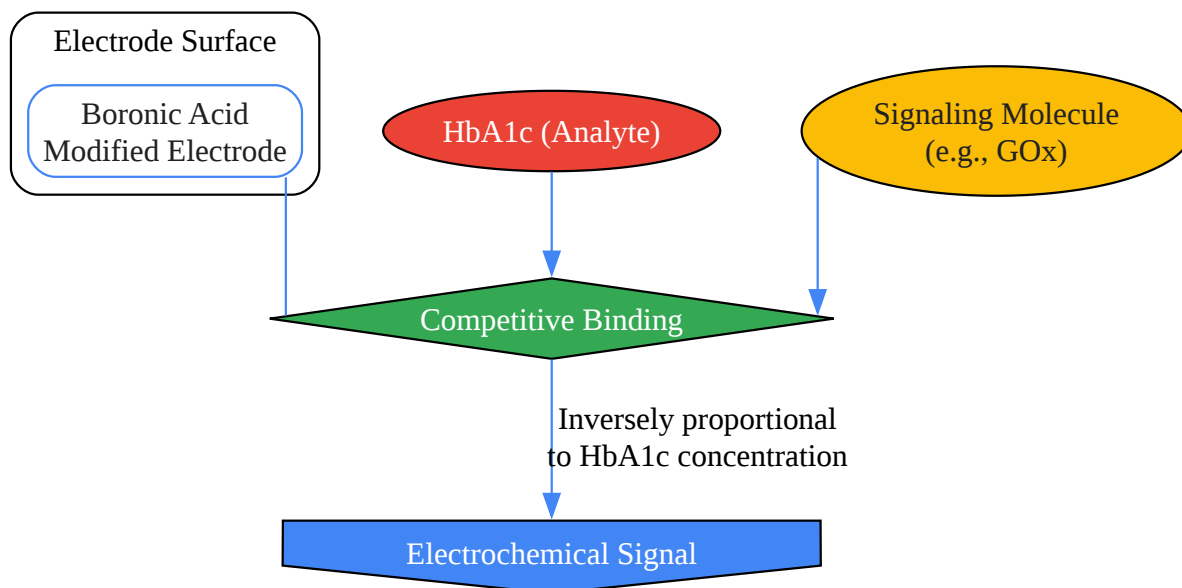 Electrode Surface
Boronic Acid
Modified Electrode
HbA1c (Analyte)
Signaling Molecule
(e.g., GOx)
Competitive Binding
Inversely proportional
to HbA1c concentration
Electrochemical Signal